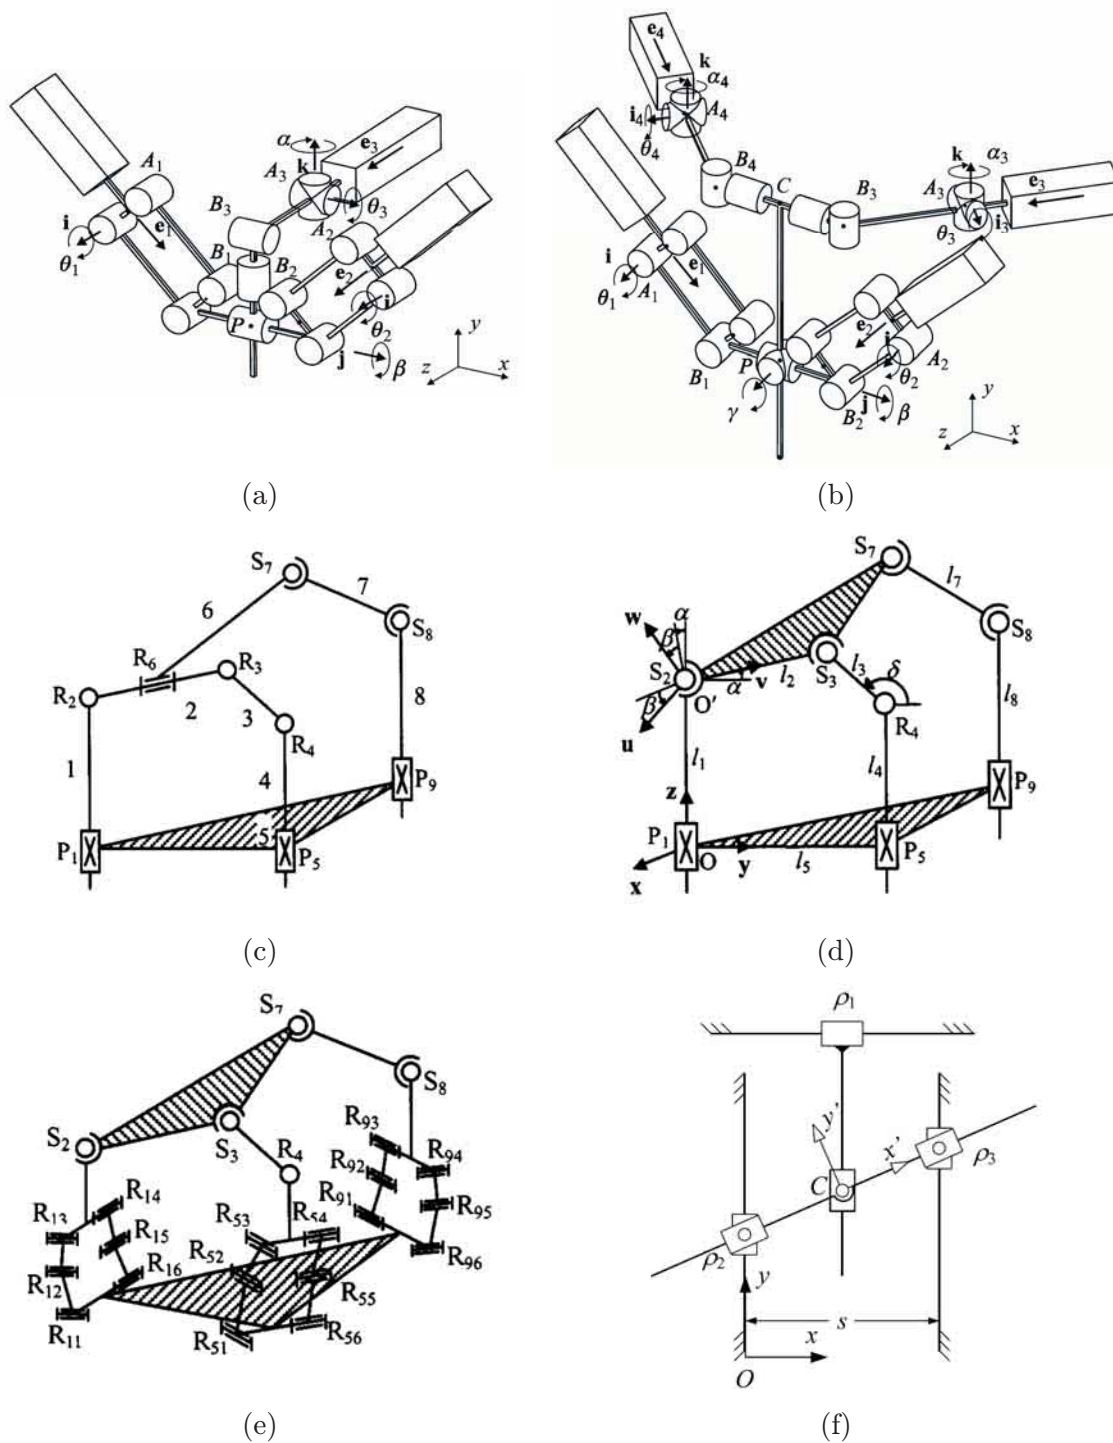 A₁
i
θ₁
e₁
α
k
A₃
e₃
θ₃
B₃
A₂
B₁
B₂
e₂
P
i
θ₂
j
β
y
z
x
(a)
e₄
k
α₄
i₄
A₄
θ₄
B₄
C
B₃
k
α₃
A₃
e₃
i₃
θ₃
i
θ₁
A₁
e₁
e₂
B₁
P
i
θ₂
A₂
γ
B₂
j
β
y
z
x
(b)
S₇
7
6
S₈
R₆
R₃
R₂
2
3
8
R₄
1
4
P₉
5
P₁
P₅
(c)
S₇
l₇
w
α
β
S₈
S₂
v
S₃
l₃
δ
l₂
α
O'
β
R₄
l₈
u
l₁
l₄
z
P₉
P₁
O
y
l₅
P₅
x
(d)
S₇
S₈
S₂
S₃
R₉₃
R₉₄
R₄
R₉₂
R₁₄
R₁₃
R₉₁
R₉₅
R₅₃
R₅₄
R₁₅
R₉₆
R₁₂
R₁₆
R₅₂
R₅₅
R₁₁
R₅₁
R₅₆
(e)
ρ₁
y'
x'
ρ₃
C
ρ₂
y
s
x
O
(f)